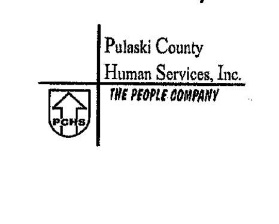 Pulaski County
Human Services, Inc.
THE PEOPLE COMPANY
PCHS